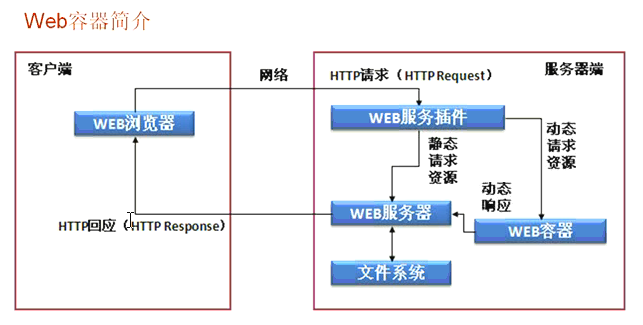 Web容器简介
客户端
网络
HTTP请求（HTTP Request）
服务器端
WEB浏览器
WEB服务插件
静态
请求
资源
动态
请求
资源
动态
响应
WEB服务器
WEB容器
HTTP回应（HTTP Response）
文件系统